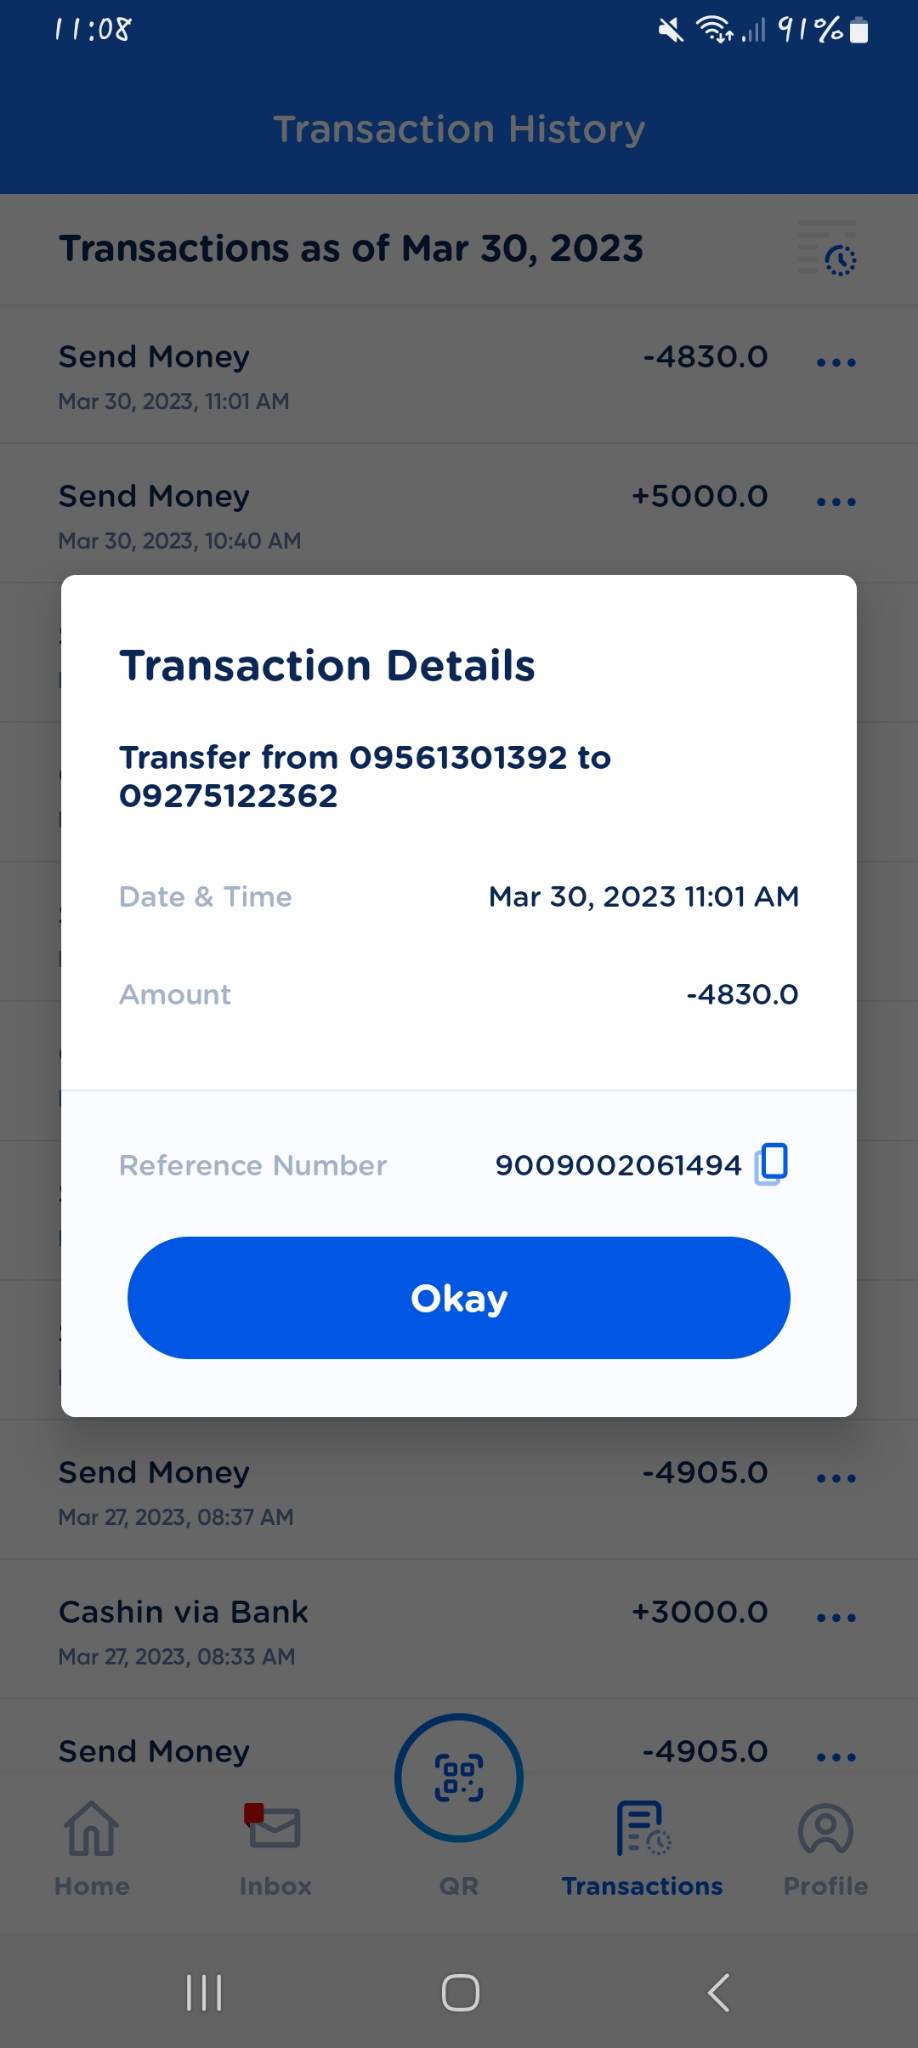 11:08
91%
Transaction History
Transactions as of Mar 30, 2023
Send Money -4830.0
Mar 30, 2023, 11:01 AM
Send Money +5000.0
Mar 30, 2023, 10:40 AM
Transaction Details
Transfer from 09561301392 to
09275122362
Date & Time Mar 30, 2023 11:01 AM
Amount -4830.0
Reference Number 9009002061494
Okay
Send Money -4905.0
Mar 27, 2023, 08:37 AM
Cashin via Bank +3000.0
Mar 27, 2023, 08:33 AM
Send Money -4905.0
Home Inbox QR Transactions Profile